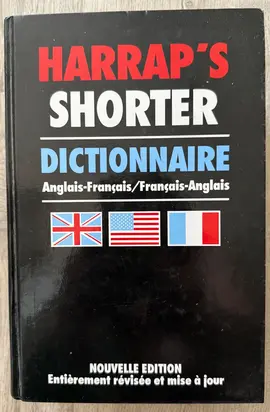 HARRAP'S
SHORTER
DICTIONNAIRE
Anglais-Français/Français-Anglais
NOUVELLE EDITION
Entièrement révisée et mise à jour